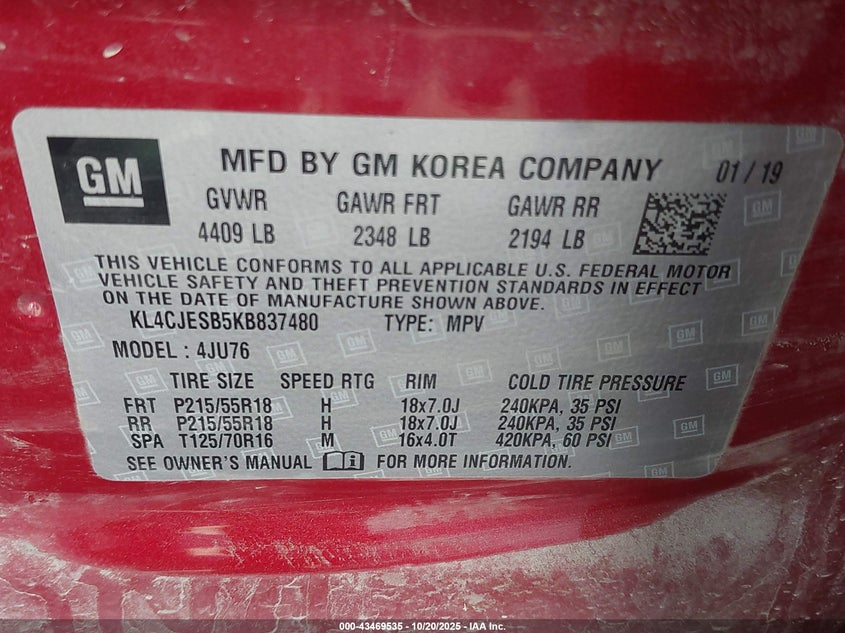 GM MFD BY GM KOREA COMPANY 01 / 19
GVWR GAWR FRT GAWR RR
4409 LB 2348 LB 2194 LB
THIS VEHICLE CONFORMS TO ALL APPLICABLE U.S. FEDERAL MOTOR
VEHICLE SAFETY AND THEFT PREVENTION STANDARDS IN EFFECT
ON THE DATE OF MANUFACTURE SHOWN ABOVE.
KL4CJESB5KB837480 TYPE: MPV
MODEL : 4JU76
TIRE SIZE SPEED RTG RIM COLD TIRE PRESSURE
FRT P215/55R18 H 18x7.0J 240KPA, 35 PSI
RR P215/55R18 H 18x7.0J 240KPA, 35 PSI
SPA T125/70R16 M 16x4.0T 420KPA, 60 PSI
SEE OWNER'S MANUAL FOR MORE INFORMATION.
000-43469535 - 10/20/2025 - IAA Inc.